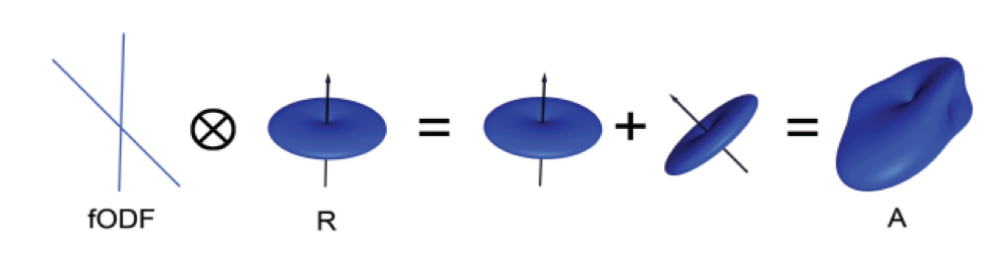 ⊗ = + =
fODF R A